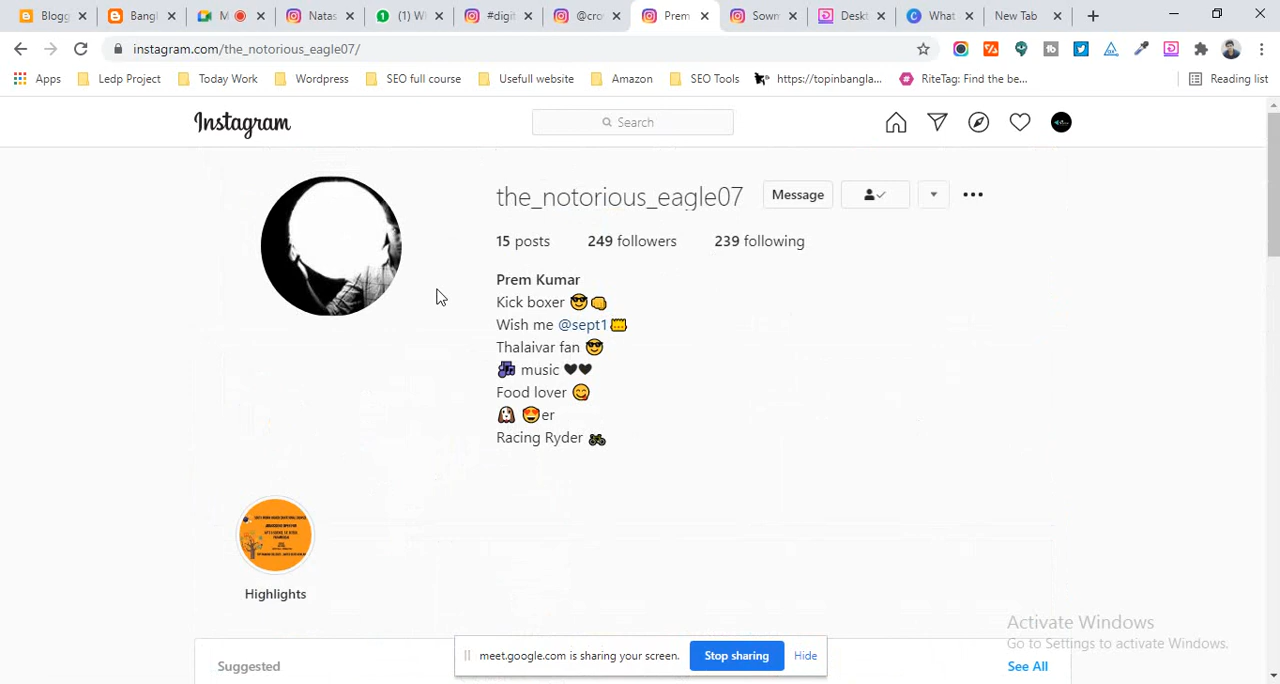 Blogg
Bangl
M
Natas
(1) W
#digit
@cro
Prem
Sowm
Deskt
What
New Tab
instagram.com/the_notorious_eagle07/
Apps
Ledp Project
Today Work
Wordpress
SEO full course
Usefull website
Amazon
SEO Tools
https://topinbangla...
RiteTag: Find the be...
Reading list
Instagram
Search
the_notorious_eagle07
Message
15 posts
249 followers
239 following
Prem Kumar
Kick boxer 😎👊
Wish me @sept1
Thalaivar fan 😎
🎶 music 🖤🖤
Food lover 😋
🐶 😍er
Racing Ryder 🏍
Highlights
Suggested
See All
meet.google.com is sharing your screen.
Stop sharing
Hide
Activate Windows
Go to Settings to activate Windows.